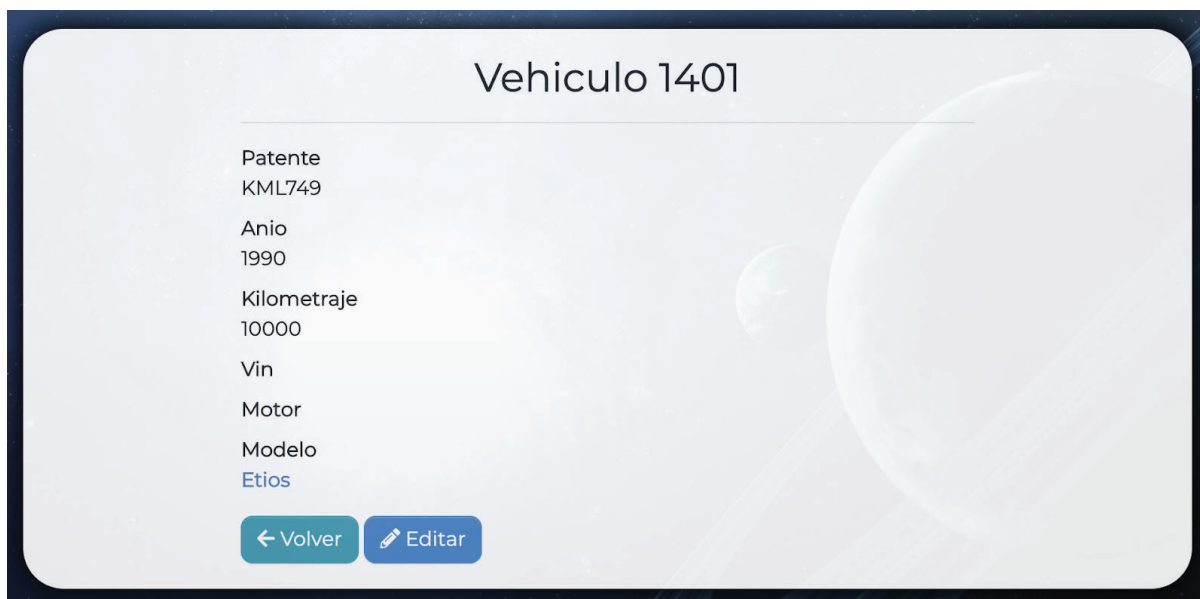 Vehiculo 1401
Patente
KML749
Anio
1990
Kilometraje
10000
Vin
Motor
Modelo
Etios
Volver
Editar